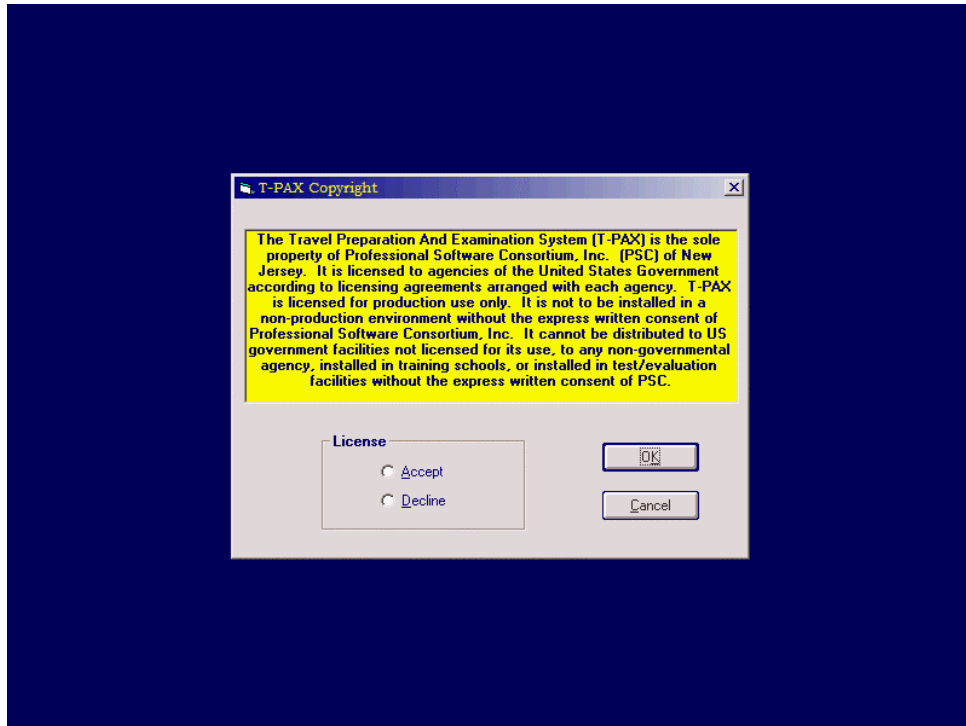 T-PAX Copyright
The Travel Preparation And Examination System (T-PAX) is the sole
property of Professional Software Consortium, Inc.  (PSC) of New
Jersey.  It is licensed to agencies of the United States Government
according to licensing agreements arranged with each agency.  T-PAX
is licensed for production use only.  It is not to be installed in a
non-production environment without the express written consent of
Professional Software Consortium, Inc.  It cannot be distributed to US
government facilities not licensed for its use, to any non-governmental
agency, installed in training schools, or installed in test/evaluation
facilities without the express written consent of PSC.
License
Accept
Decline
OK
Cancel